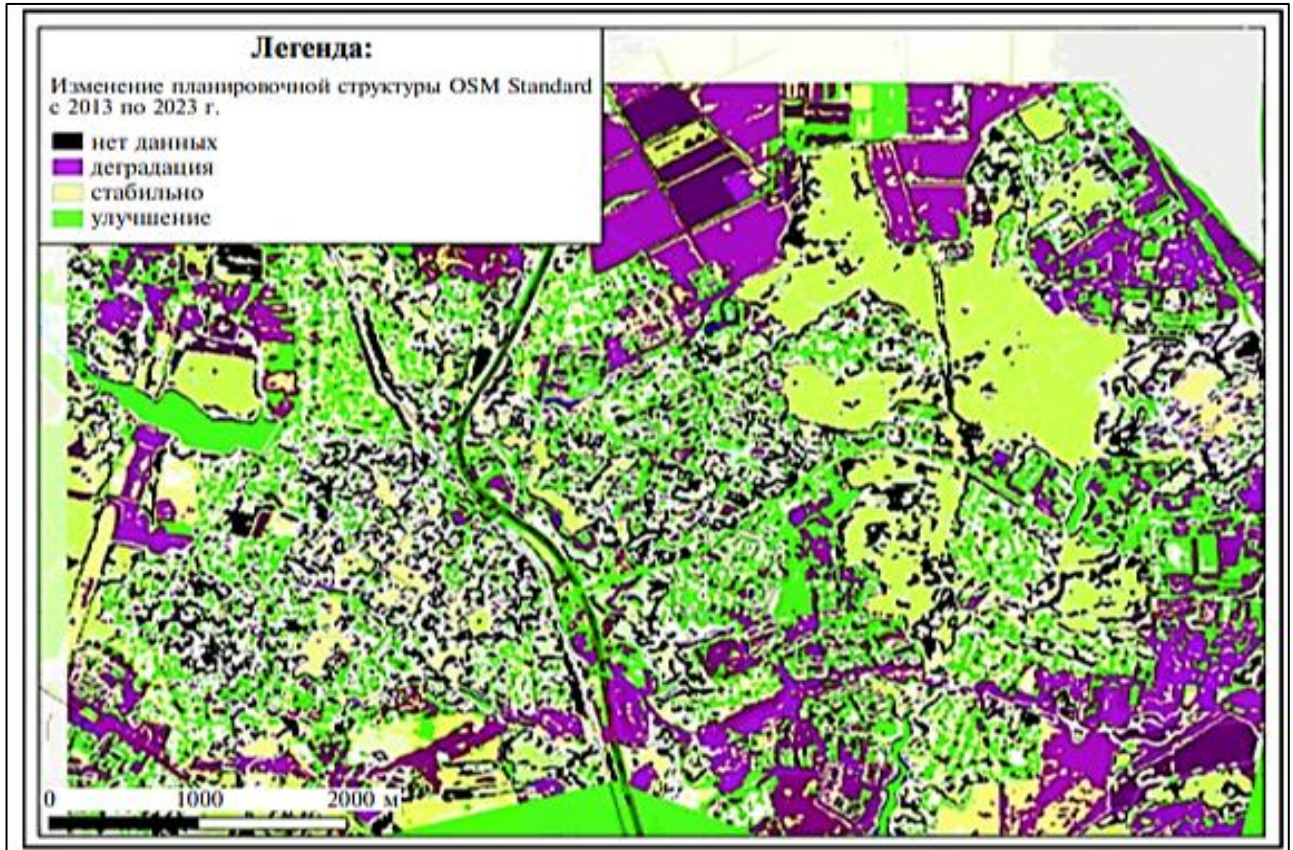 Легенда:
Изменение планировочной структуры OSM Standard
с 2013 по 2023 г.
нет данных
деградация
стабильно
улучшение
0 1000 2000 м